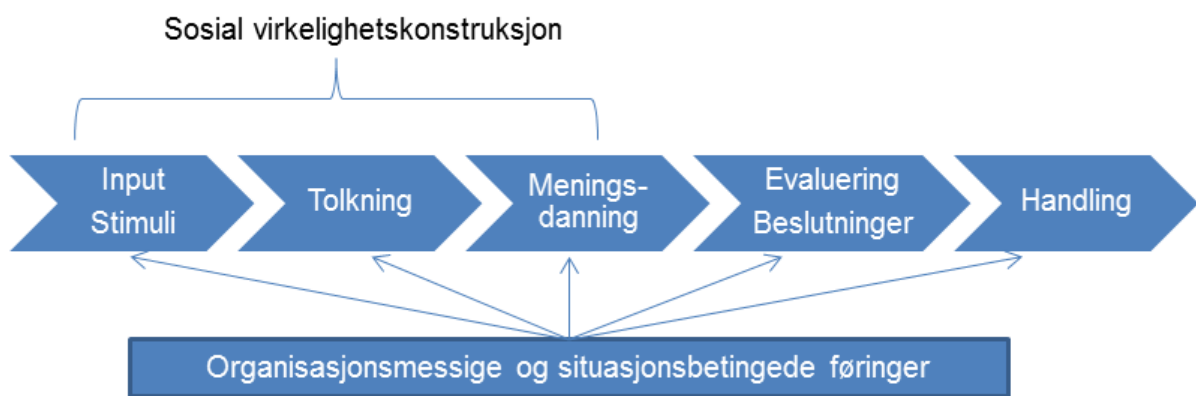 Sosial virkelighetskonstruksjon
Input
Stimuli
Tolkning
Menings-
danning
Evaluering
Beslutninger
Handling
Organisasjonsmessige og situasjonsbetingede føringer